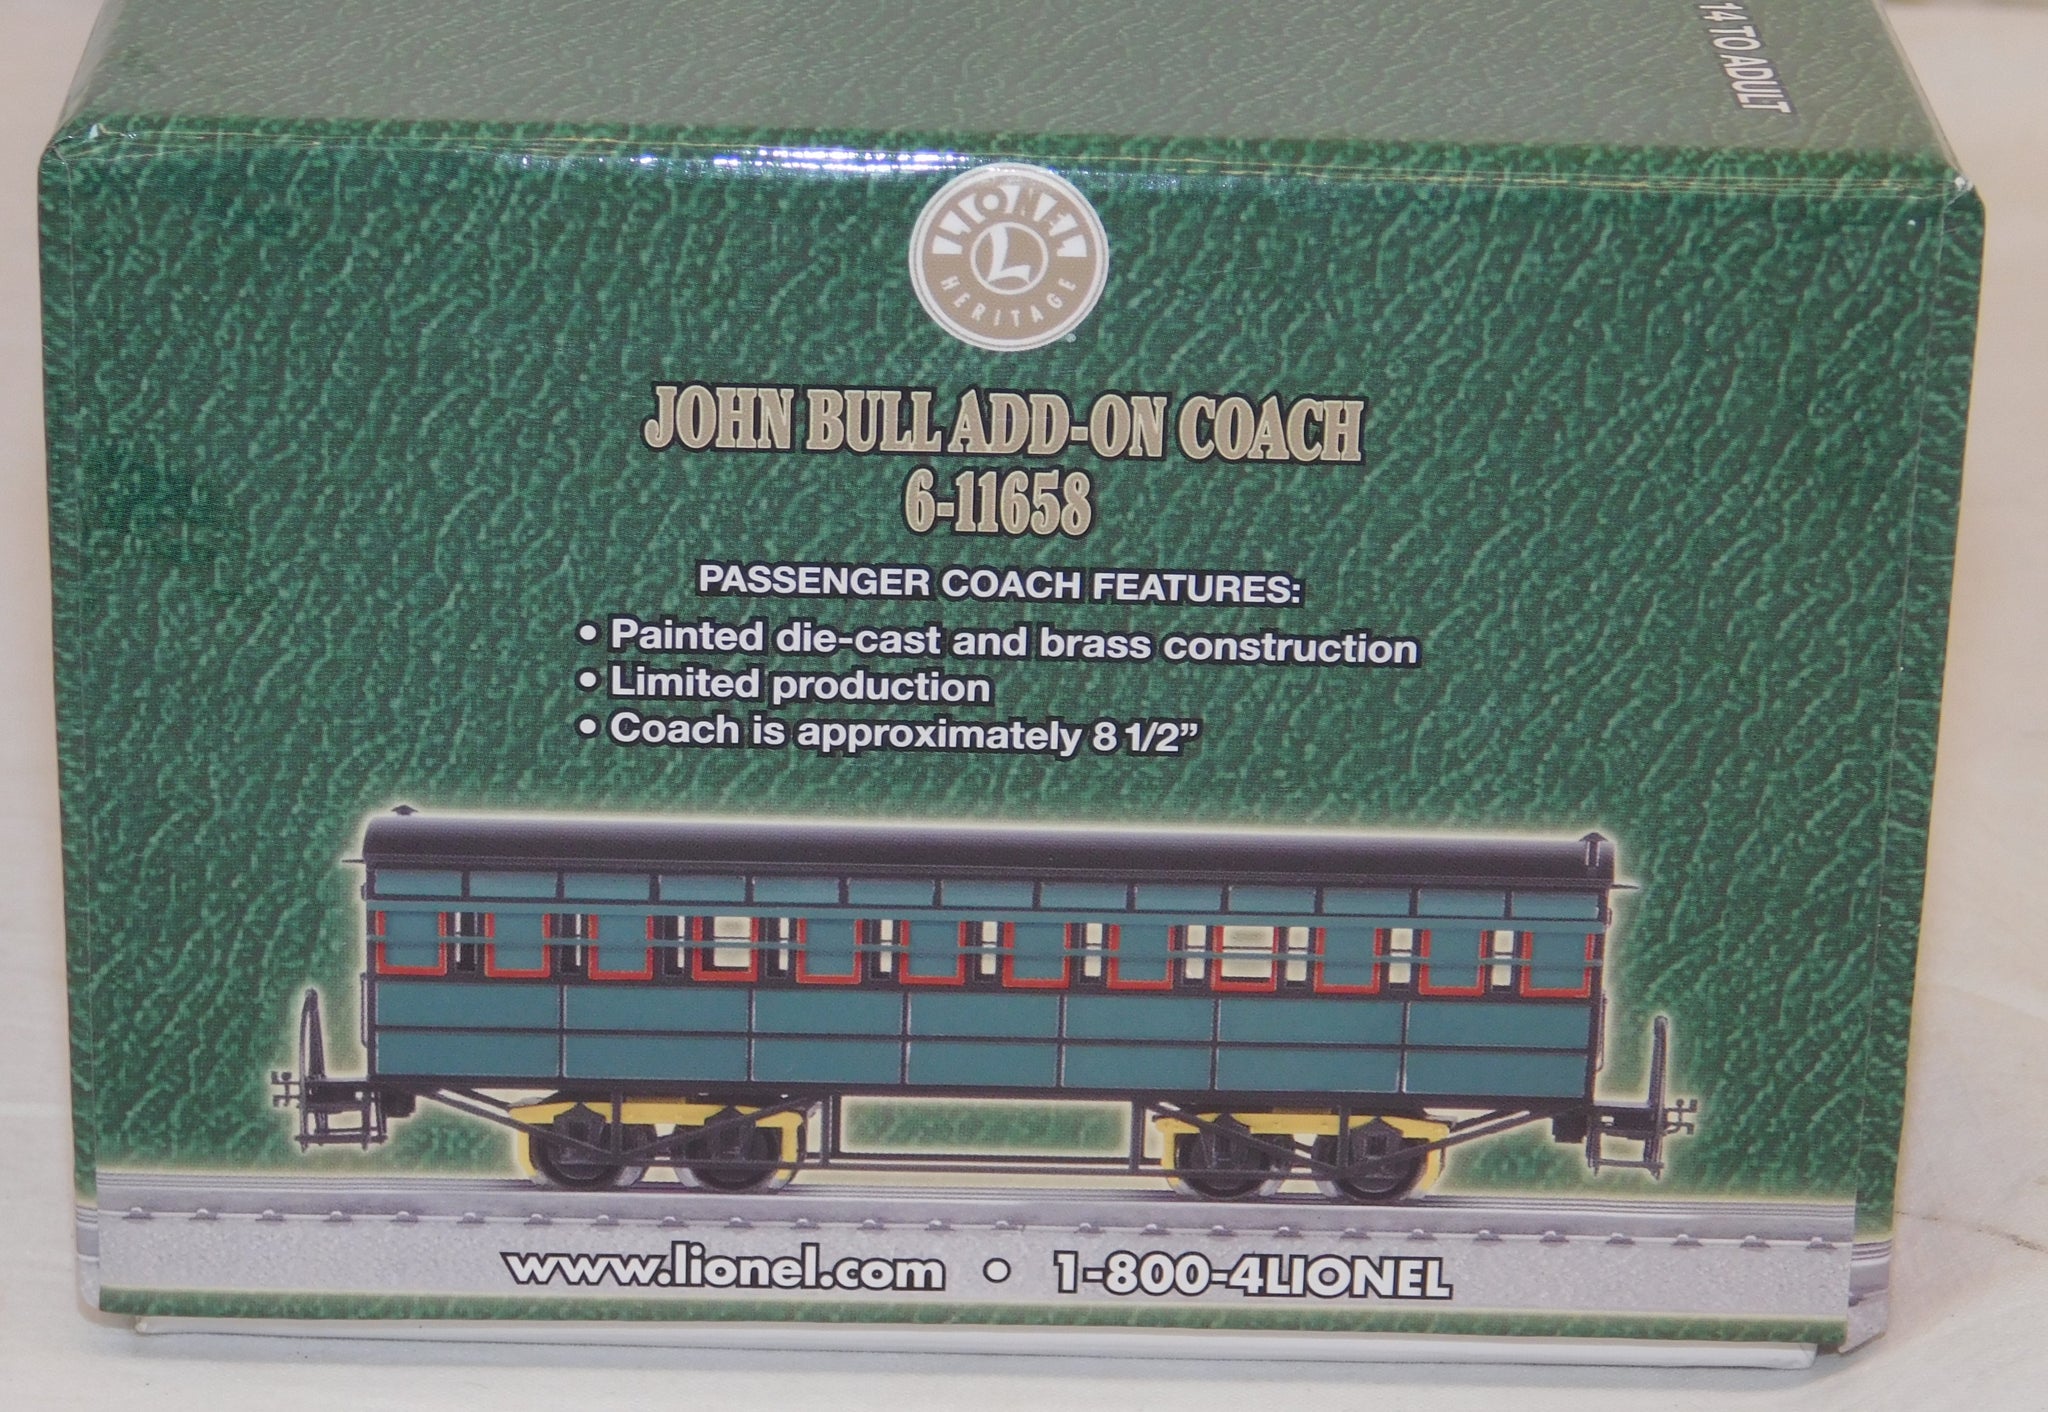 14 TO ADULT
LIONEL
L
HERITAGE
JOHN BULL ADD-ON COACH
6-11658
PASSENGER COACH FEATURES:
• Painted die-cast and brass construction
• Limited production
• Coach is approximately 8 1/2”
www.lionel.com • 1-800-4LIONEL